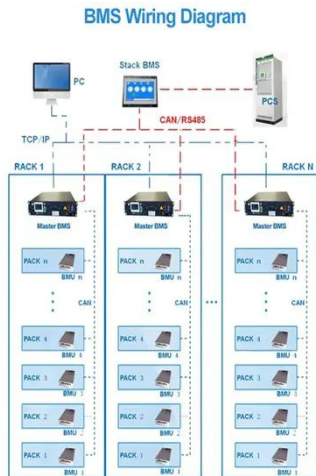 BMS Wiring Diagram
PC
Stack BMS
PCS
CAN/RS485
TCP/IP
RACK 1
RACK 2
RACK N
Master BMS
Master BMS
Master BMS
PACK n
BMU n
PACK n
BMU n
PACK n
BMU n
CAN
CAN
CAN
PACK 4
BMU 4
PACK 4
BMU 4
PACK 4
BMU 4
PACK 3
BMU 3
PACK 3
BMU 3
PACK 3
BMU 3
PACK 2
BMU 2
PACK 2
BMU 2
PACK 2
BMU 2
PACK 1
BMU 1
PACK 1
BMU 1
PACK 1
BMU 1